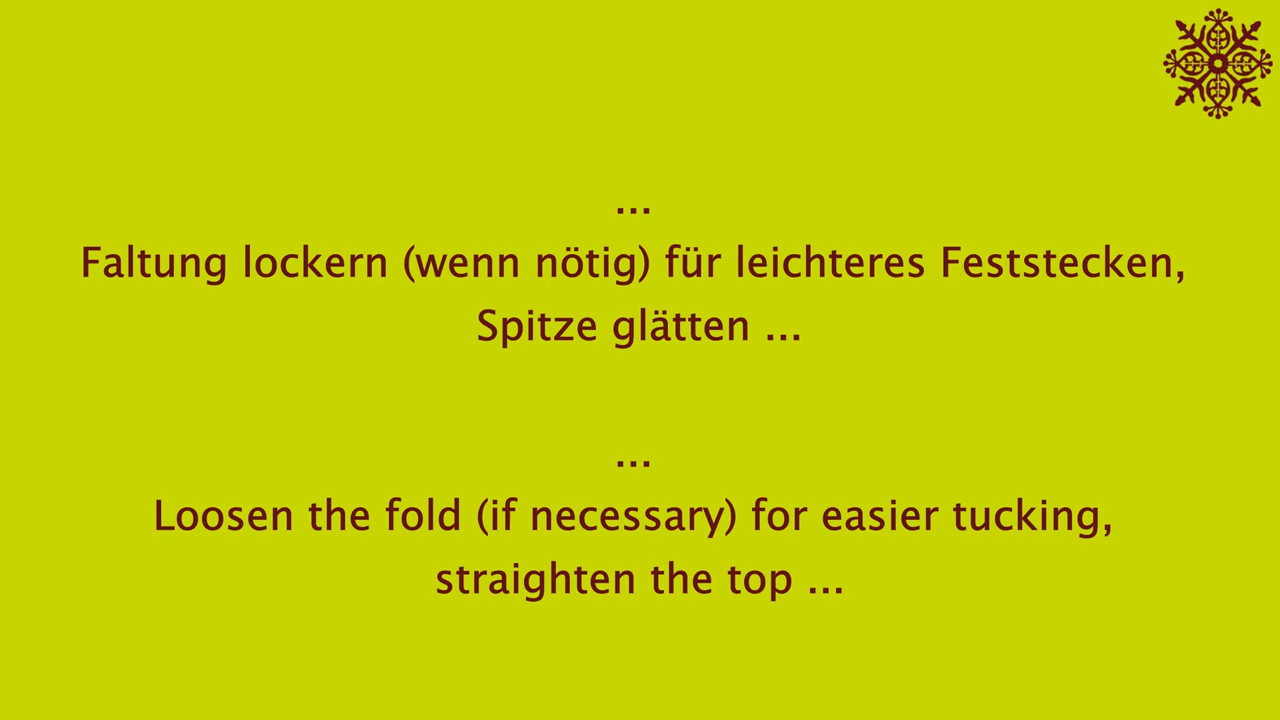 ...
Faltung lockern (wenn nötig) für leichteres Feststecken,
Spitze glätten ...
...
Loosen the fold (if necessary) for easier tucking,
straighten the top ...